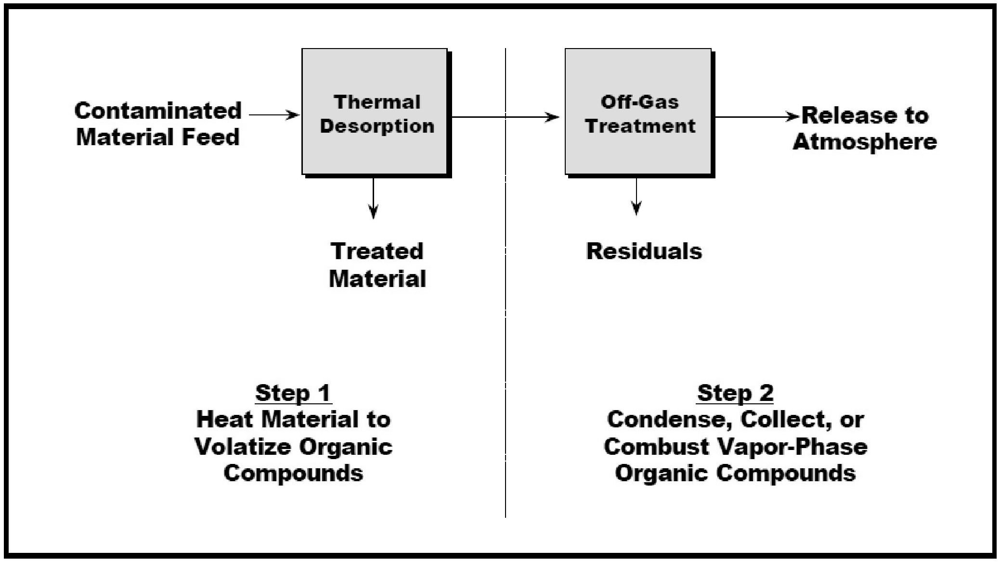 Contaminated
Material Feed
Thermal
Desorption
Off-Gas
Treatment
Release to
Atmosphere
Treated
Material
Residuals
Step 1
Heat Material to
Volatize Organic
Compounds
Step 2
Condense, Collect, or
Combust Vapor-Phase
Organic Compounds